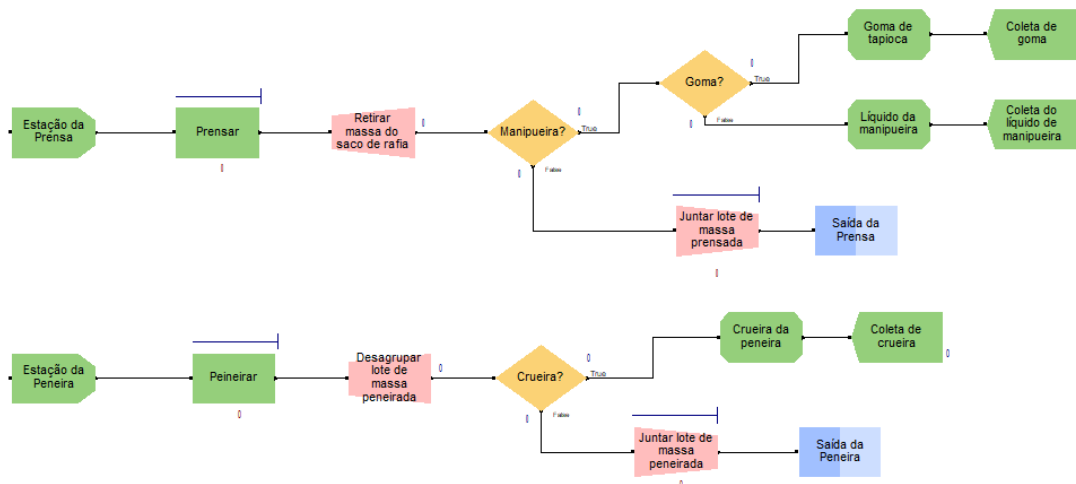 Goma de
tapioca
Coleta de
goma
Goma?
0
True
0
False
Estação da
Prensa
Prensar
0
Retirar
massa do
saco de rafia
0
Manipueira?
0
True
0
False
Líquido da
manipueira
Coleta do
líquido de
manipueira
Juntar lote de
massa
prensada
0
Saída da
Prensa
Estação da
Peneira
Peineirar
0
Desagrupar
lote de
massa
peneirada
0
Crueira?
0
True
0
False
Crueira da
peneira
Coleta de
crueira
0
Juntar lote de
massa
peneirada
0
Saída da
Peneira